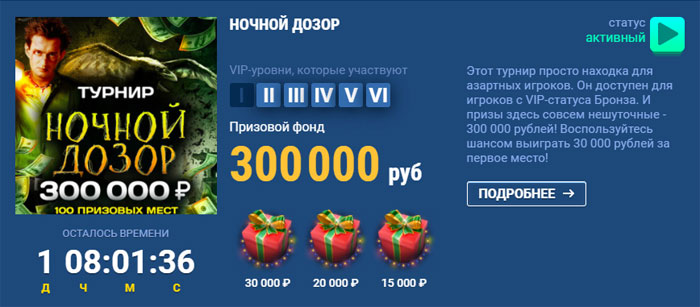 ТУРНИР
НОЧНОЙ
ДОЗОР
300 000 ₽
100 ПРИЗОВЫХ МЕСТ
ОСТАЛОСЬ ВРЕМЕНИ
1 08:01:36
Д Ч М С
НОЧНОЙ ДОЗОР
VIP-уровни, которые участвуют
I II III IV V VI
Призовой фонд
300 000 руб
30 000 ₽ 20 000 ₽ 15 000 ₽
статус
активный
Этот турнир просто находка для
азартных игроков. Он доступен для
игроков с VIP-статуса Бронза. И
призы здесь совсем нешуточные -
300 000 рублей! Воспользуйтесь
шансом выиграть 30 000 рублей за
первое место!
ПОДРОБНЕЕ →